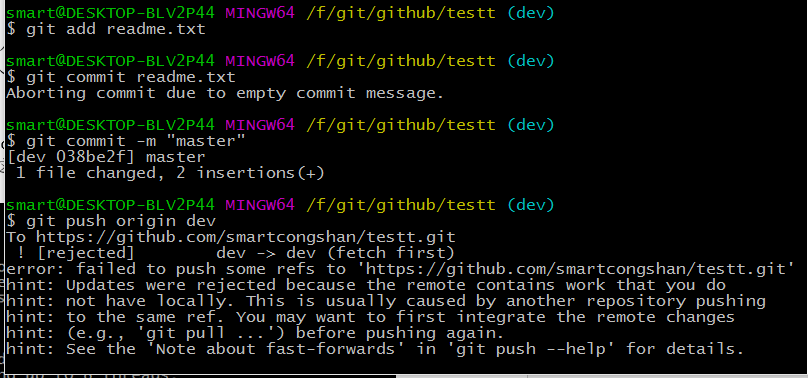 smart@DESKTOP-BLV2P44 MINGW64 /f/git/github/testt (dev)
$ git add readme.txt
smart@DESKTOP-BLV2P44 MINGW64 /f/git/github/testt (dev)
$ git commit readme.txt
Aborting commit due to empty commit message.
smart@DESKTOP-BLV2P44 MINGW64 /f/git/github/testt (dev)
$ git commit -m "master"
[dev 038be2f] master
 1 file changed, 2 insertions(+)
smart@DESKTOP-BLV2P44 MINGW64 /f/git/github/testt (dev)
$ git push origin dev
To https://github.com/smartcongshan/testt.git
 ! [rejected]        dev -> dev (fetch first)
error: failed to push some refs to 'https://github.com/smartcongshan/testt.git'
hint: Updates were rejected because the remote contains work that you do
hint: not have locally. This is usually caused by another repository pushing
hint: to the same ref. You may want to first integrate the remote changes
hint: (e.g., 'git pull ...') before pushing again.
hint: See the 'Note about fast-forwards' in 'git push --help' for details.